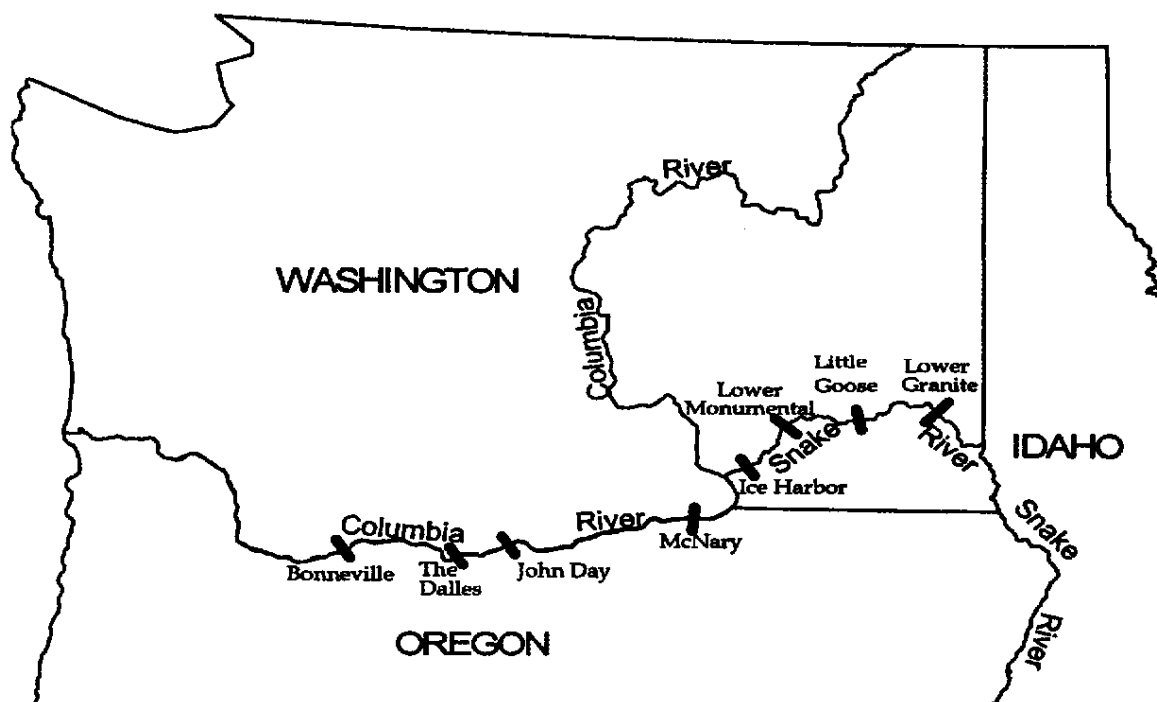 River
WASHINGTON
Columbia
Little
Goose
Lower
Granite
Lower
Monumental
Snake
River
IDAHO
Ice Harbor
Snake
River
Columbia
River
McNary
Bonneville
The
Dalles
John Day
OREGON